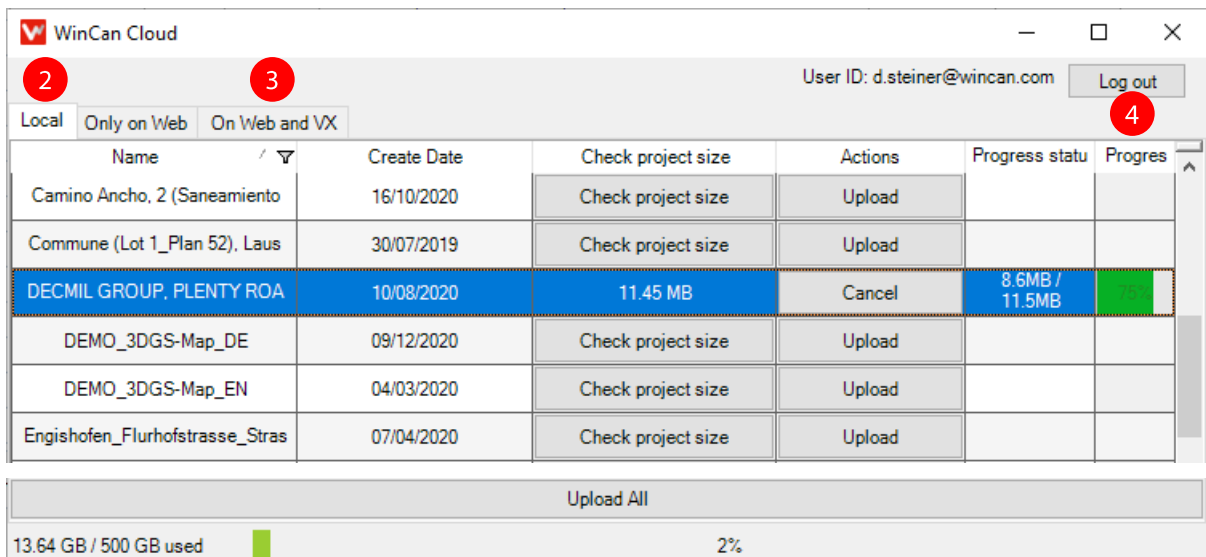 WinCan Cloud
2
3
User ID: d.steiner@wincan.com
Log out
4
Local Only on Web On Web and VX
Name Create Date Check project size Actions Progress statu Progres
Camino Ancho, 2 (Saneamiento 16/10/2020 Check project size Upload
Commune (Lot 1_Plan 52), Laus 30/07/2019 Check project size Upload
DECMIL GROUP, PLENTY ROA 10/08/2020 11.45 MB Cancel 8.6MB / 11.5MB 75%
DEMO_3DGS-Map_DE 09/12/2020 Check project size Upload
DEMO_3DGS-Map_EN 04/03/2020 Check project size Upload
Engishofen_Flurhofstrasse_Stras 07/04/2020 Check project size Upload
Upload All
13.64 GB / 500 GB used 2%